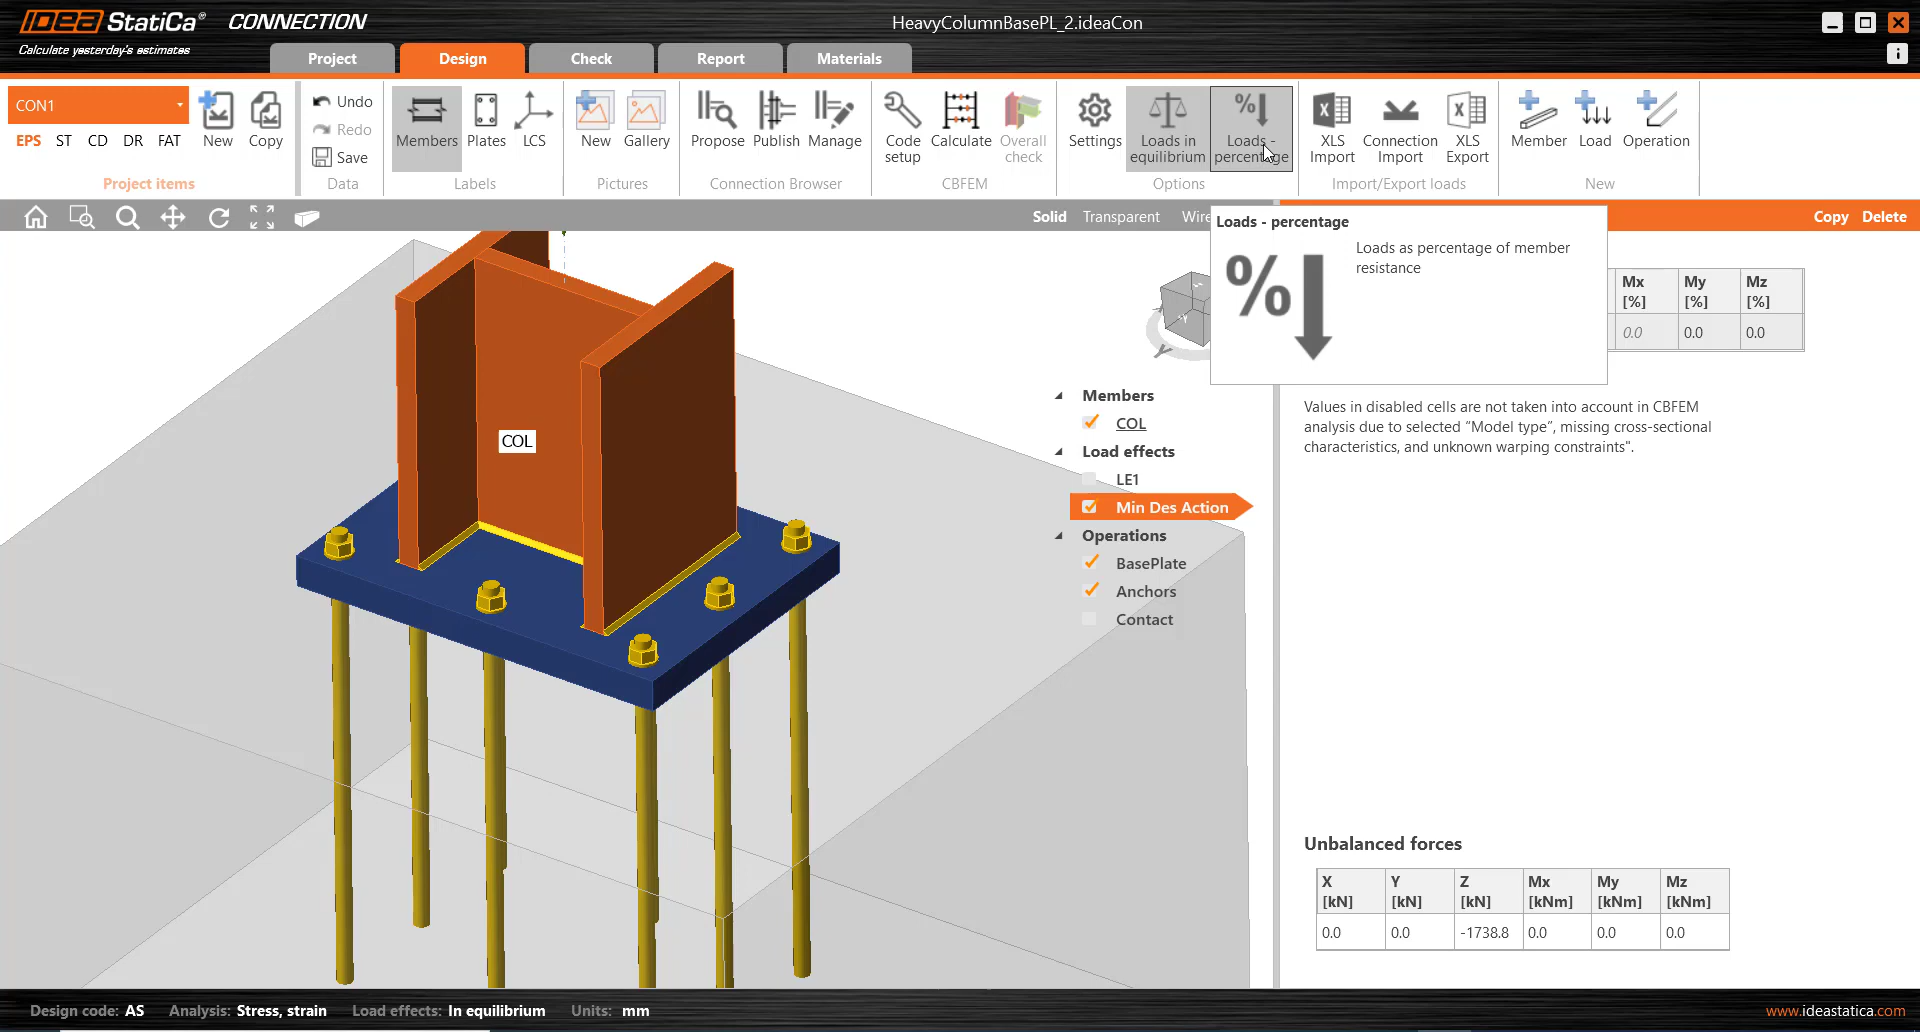 IDEA StatiCa® CONNECTION
Calculate yesterday's estimates
HeavyColumnBasePL_2.ideaCon
Project
Design
Check
Report
Materials
CON1
EPS ST CD DR FAT
New
Copy
Project items
Undo
Redo
Save
Data
Members
Plates
LCS
Labels
New
Gallery
Pictures
Propose
Publish
Manage
Connection Browser
Code
setup
Calculate
Overall
check
CBFEM
Settings
Loads in
equilibrium
Loads -
percentage
Options
XLS
Import
Connection
Import
XLS
Export
Import/Export loads
Member
Load
Operation
New
Solid Transparent Wire
Copy Delete
Loads - percentage
Loads as percentage of member
resistance
Mx
[%]
My
[%]
Mz
[%]
0.0 0.0 0.0
COL
Members
COL
Load effects
LE1
Min Des Action
Operations
BasePlate
Anchors
Contact
Values in disabled cells are not taken into account in CBFEM
analysis due to selected "Model type", missing cross-sectional
characteristics, and unknown warping constraints".
Unbalanced forces
X
[kN]
Y
[kN]
Z
[kN]
Mx
[kNm]
My
[kNm]
Mz
[kNm]
0.0 0.0 -1738.8 0.0 0.0 0.0
Design code: AS Analysis: Stress, strain Load effects: In equilibrium Units: mm
www.ideastatica.com